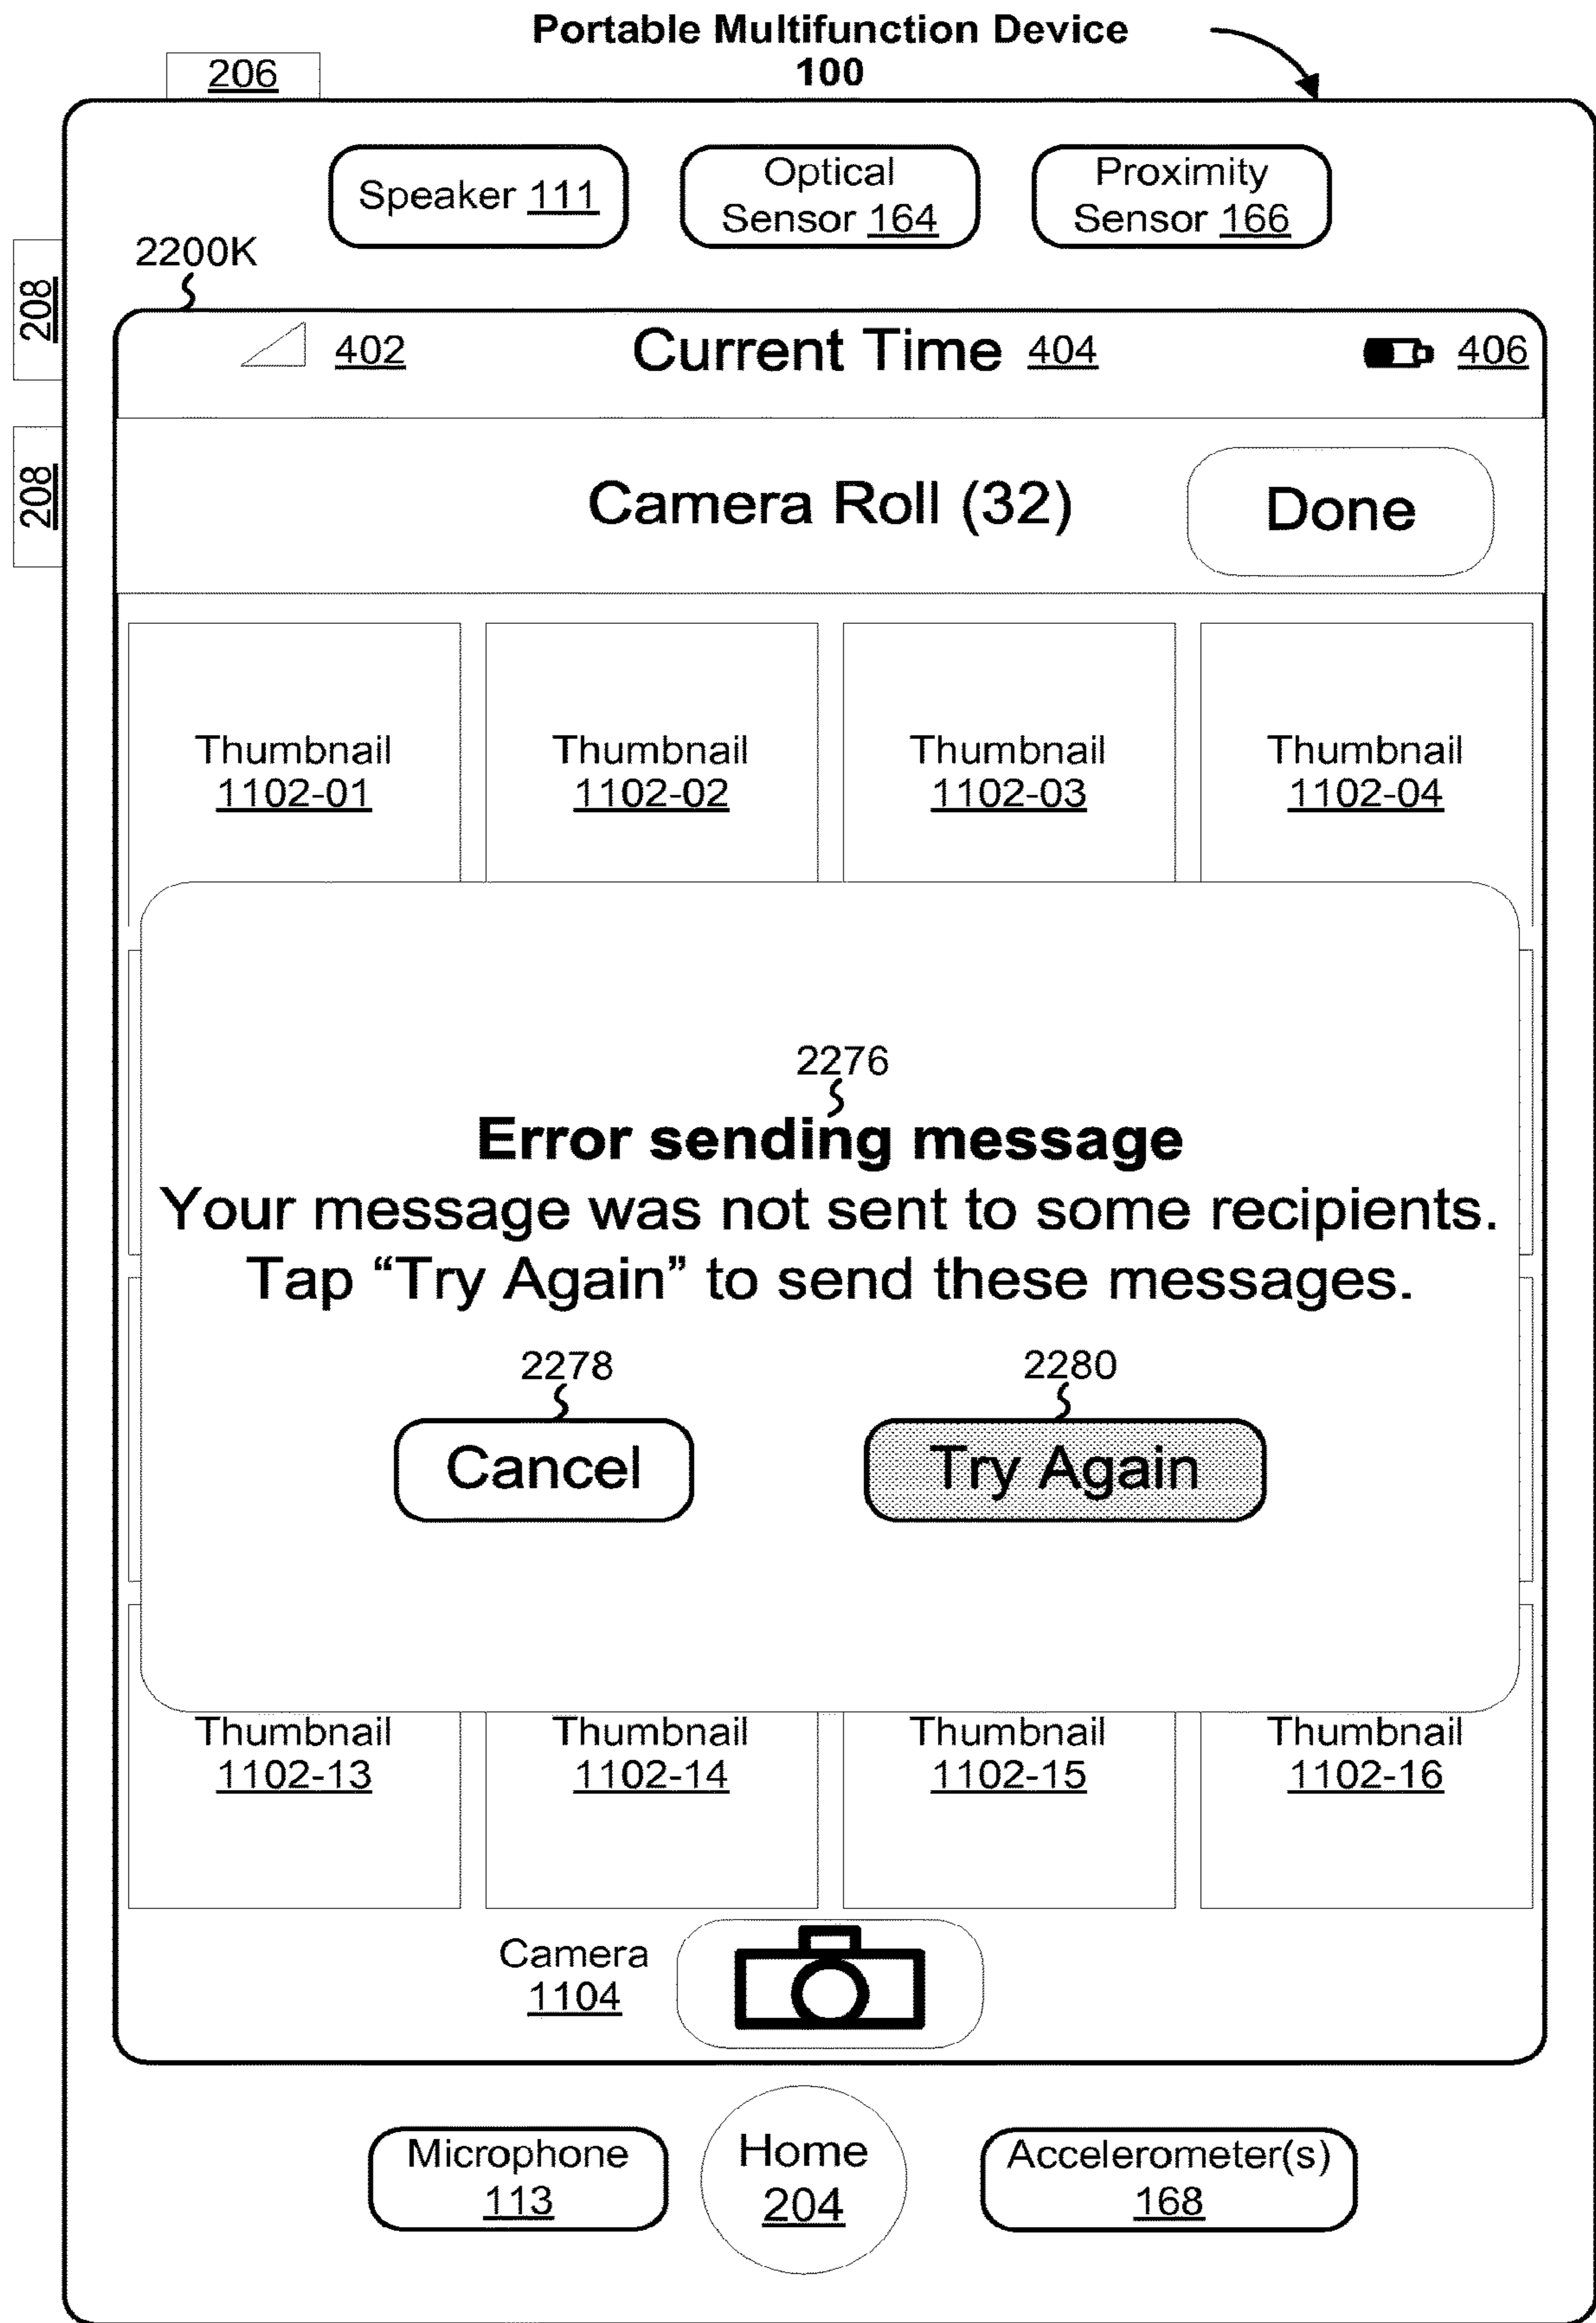 Portable Multifunction Device
100
206
Speaker 111
Optical
Sensor 164
Proximity
Sensor 166
2200K
208
208
402
Current Time 404
406
Camera Roll (32)
Done
Thumbnail
1102-01
Thumbnail
1102-02
Thumbnail
1102-03
Thumbnail
1102-04
2276
Error sending message
Your message was not sent to some recipients.
Tap “Try Again” to send these messages.
2278
2280
Cancel
Try Again
Thumbnail
1102-13
Thumbnail
1102-14
Thumbnail
1102-15
Thumbnail
1102-16
Camera
1104
Microphone
113
Home
204
Accelerometer(s)
168